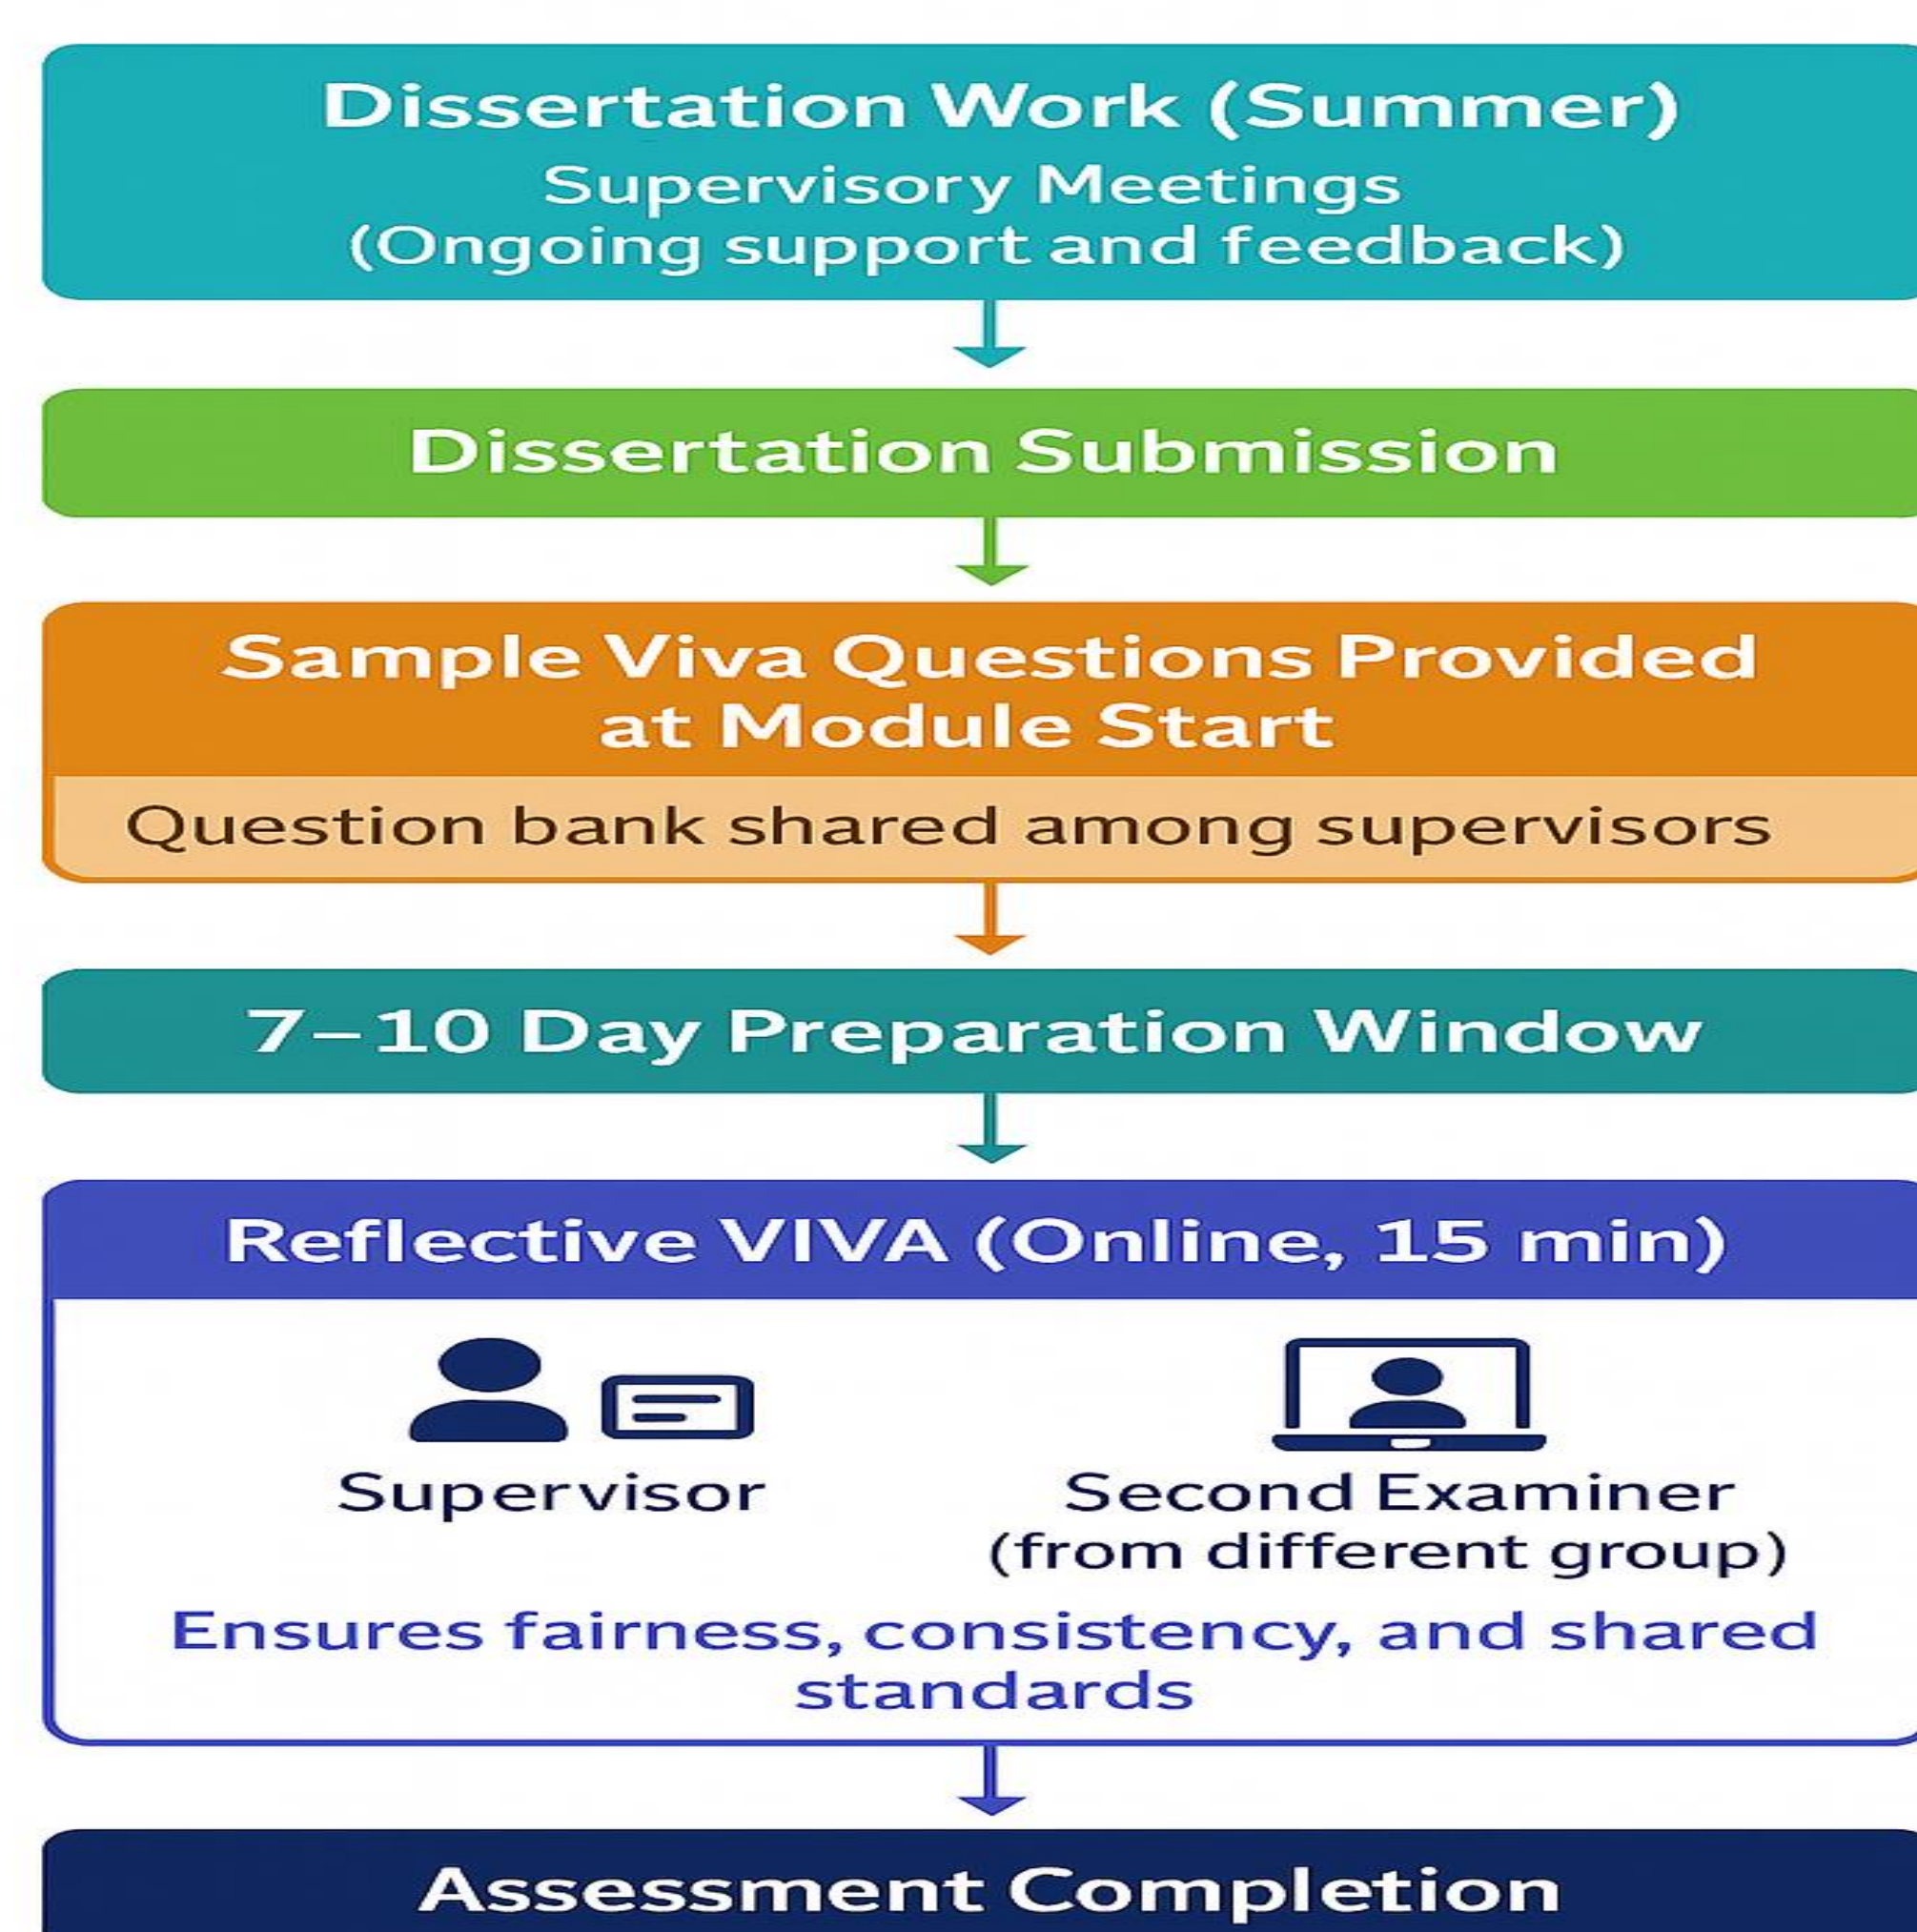 Dissertation Work (Summer)
Supervisory Meetings
(Ongoing support and feedback)
Dissertation Submission
Sample Viva Questions Provided
at Module Start
Question bank shared among supervisors
7–10 Day Preparation Window
Reflective VIVA (Online, 15 min)
Supervisor
Second Examiner
(from different group)
Ensures fairness, consistency, and shared
standards
Assessment Completion